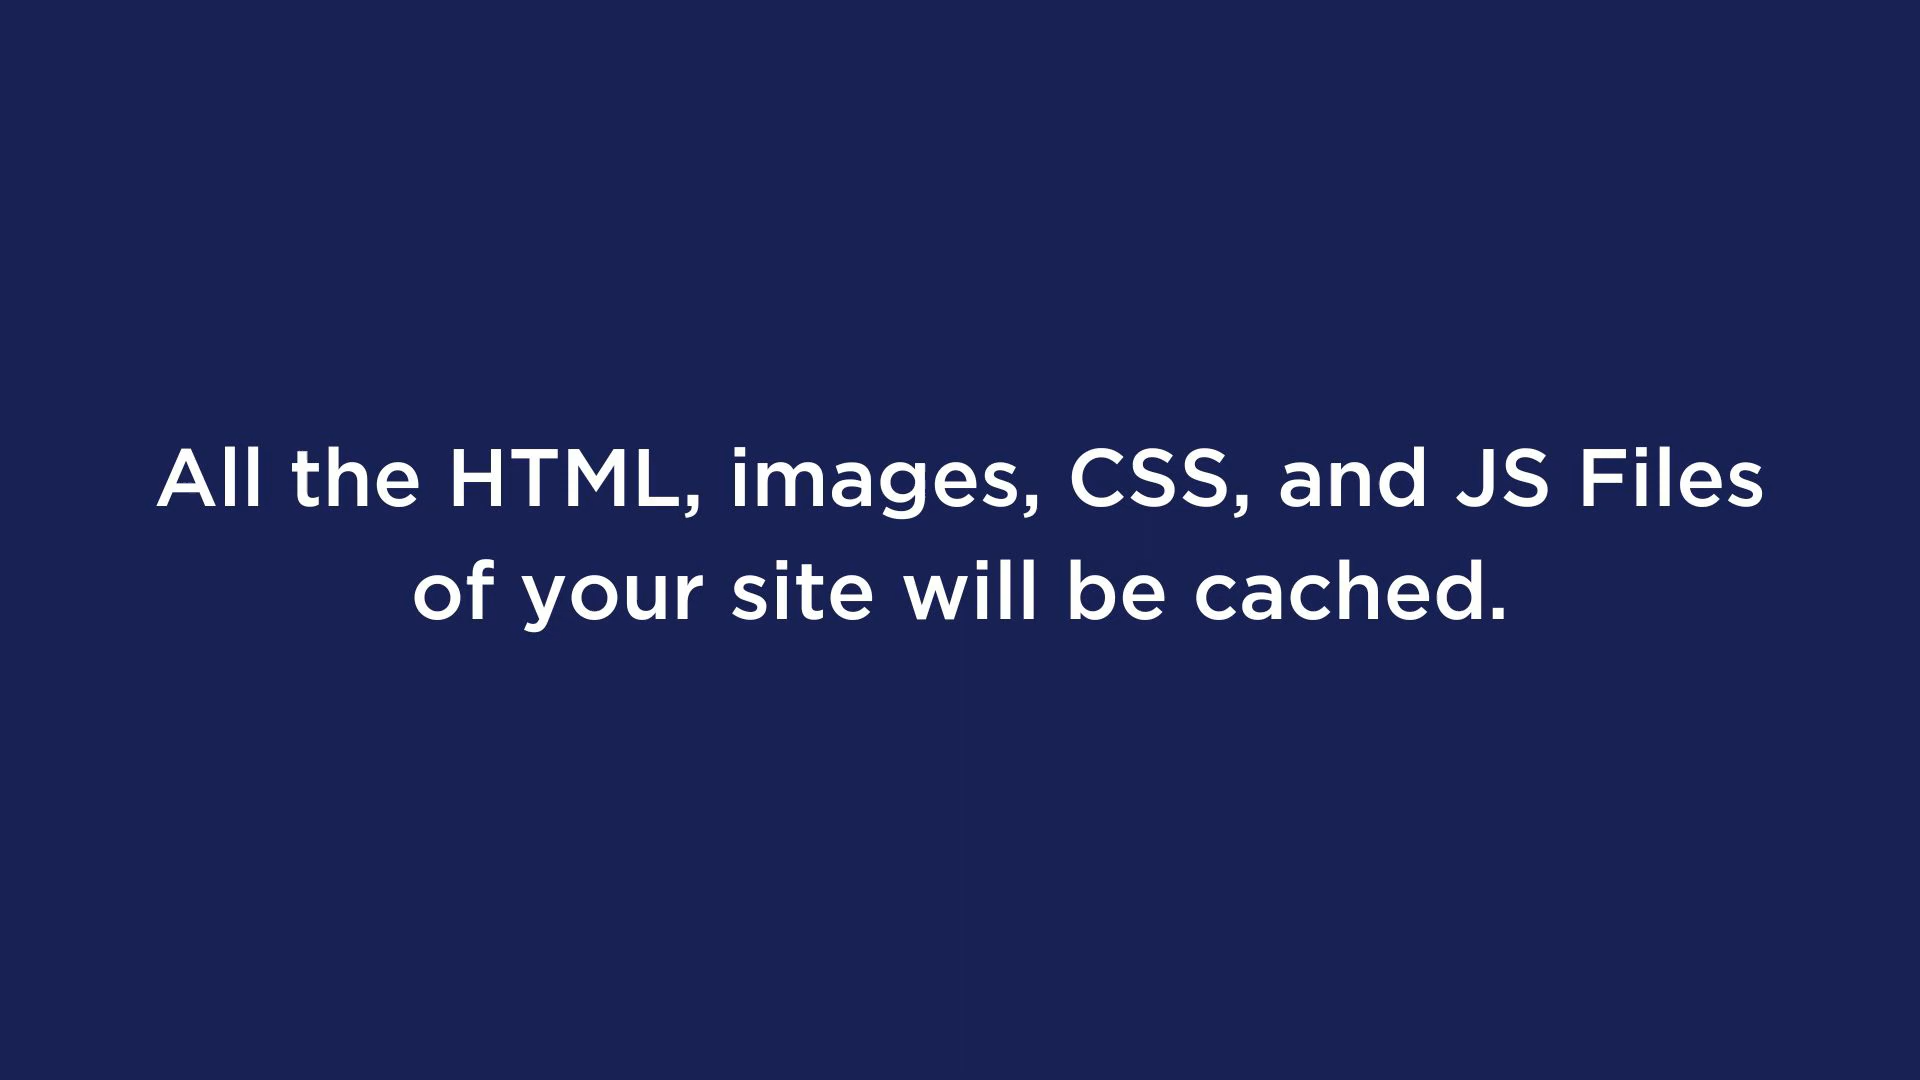 All the HTML, images, CSS, and JS Files
of your site will be cached.